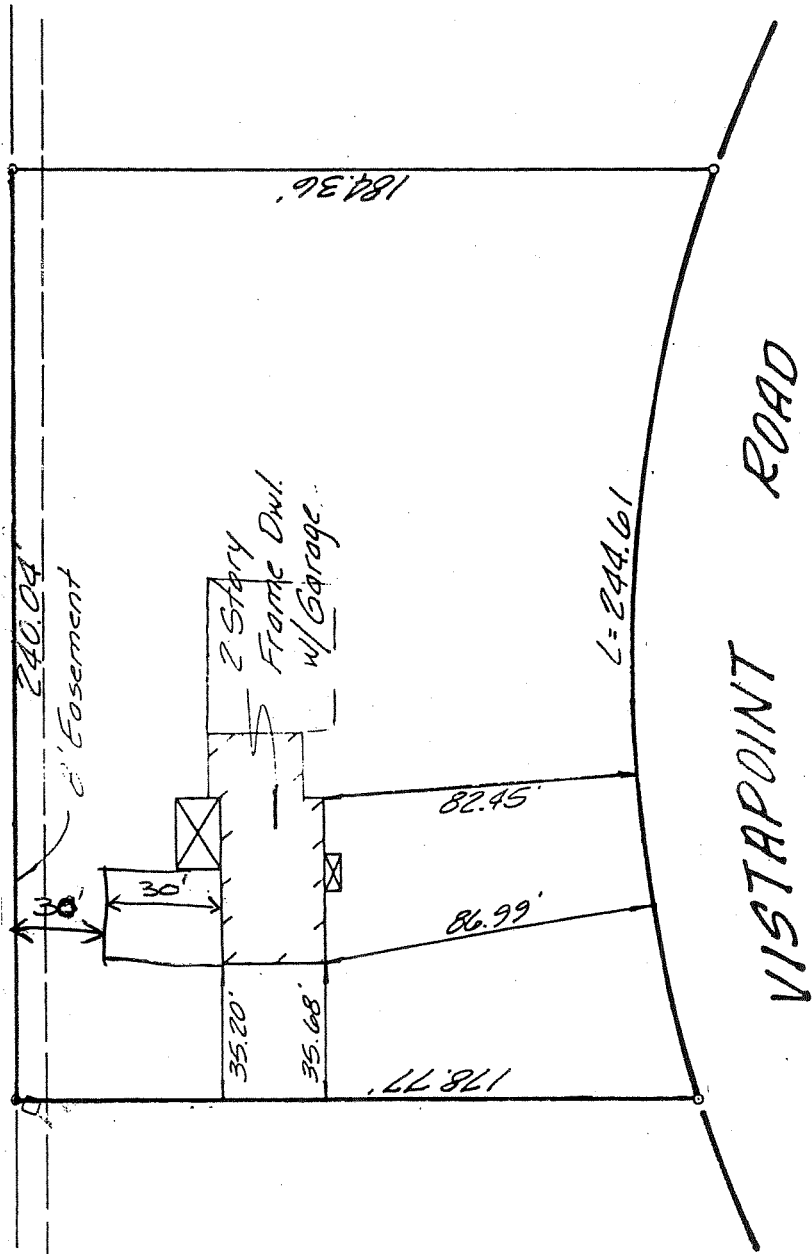 240.04'
8' Easement
30'
30'
184.36'
2 Story
Frame Dwl.
w/ Garage
82.45'
86.99'
35.20'
35.68'
178.77'
L=244.61
VISTAPOINT ROAD